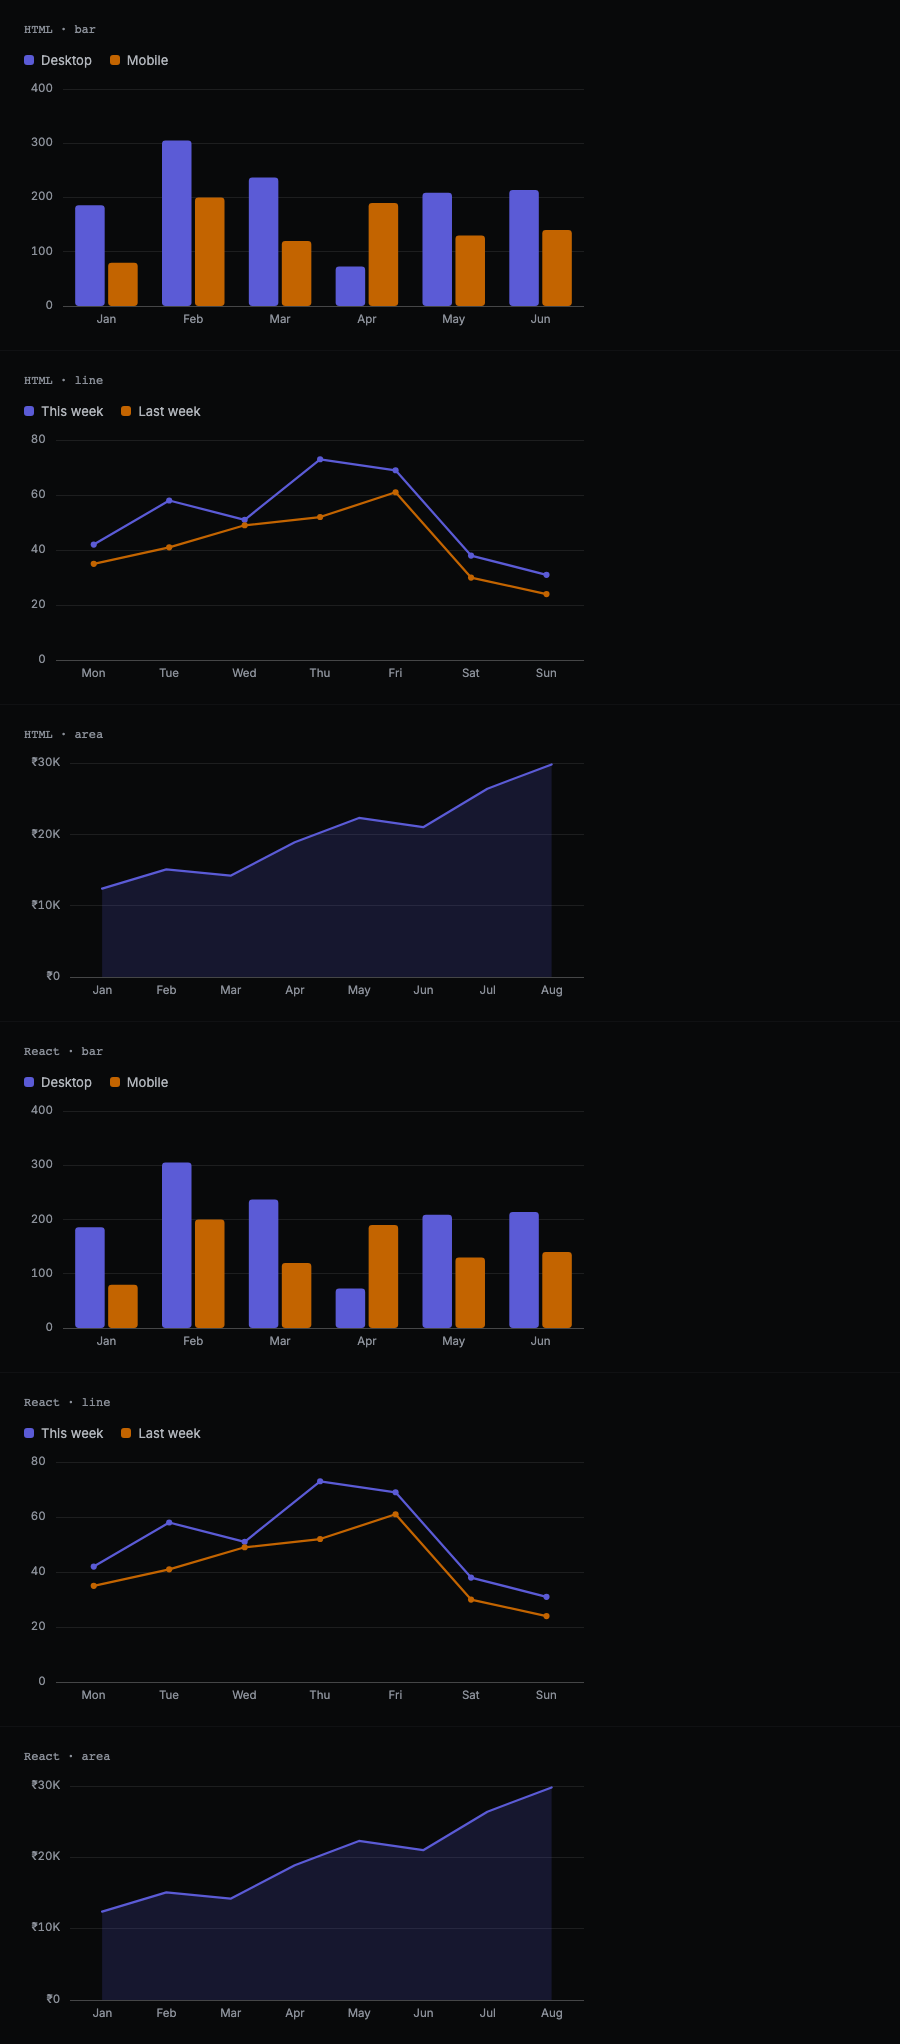 HTML · bar
Desktop Mobile
400
300
200
100
0
Jan Feb Mar Apr May Jun
HTML · line
This week Last week
80
60
40
20
0
Mon Tue Wed Thu Fri Sat Sun
HTML · area
₹30K
₹20K
₹10K
₹0
Jan Feb Mar Apr May Jun Jul Aug
React · bar
Desktop Mobile
400
300
200
100
0
Jan Feb Mar Apr May Jun
React · line
This week Last week
80
60
40
20
0
Mon Tue Wed Thu Fri Sat Sun
React · area
₹30K
₹20K
₹10K
₹0
Jan Feb Mar Apr May Jun Jul Aug